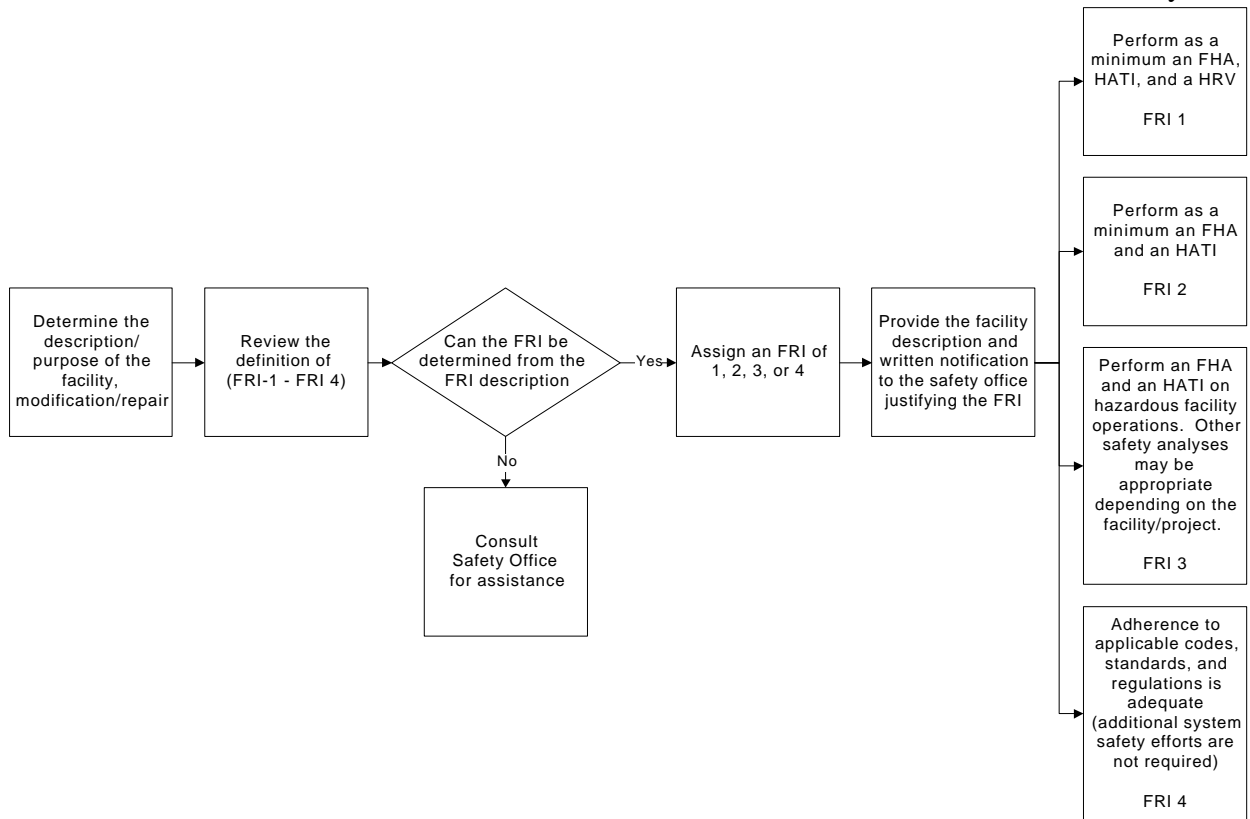 Determine the
description/
purpose of the
facility,
modification/repair
Review the
definition of
(FRI-1 - FRI 4)
Can the FRI be
determined from the
FRI description
Yes
No
Consult
Safety Office
for assistance
Assign an FRI of
1, 2, 3, or 4
Provide the facility
description and
written notification
to the safety office
justifying the FRI
Perform as a
minimum an FHA,
HATI, and a HRV
FRI 1
Perform as a
minimum an FHA
and an HATI
FRI 2
Perform an FHA
and an HATI on
hazardous facility
operations. Other
safety analyses
may be
appropriate
depending on the
facility/project.
FRI 3
Adherence to
applicable codes,
standards, and
regulations is
adequate
(additional system
safety efforts are
not required)
FRI 4